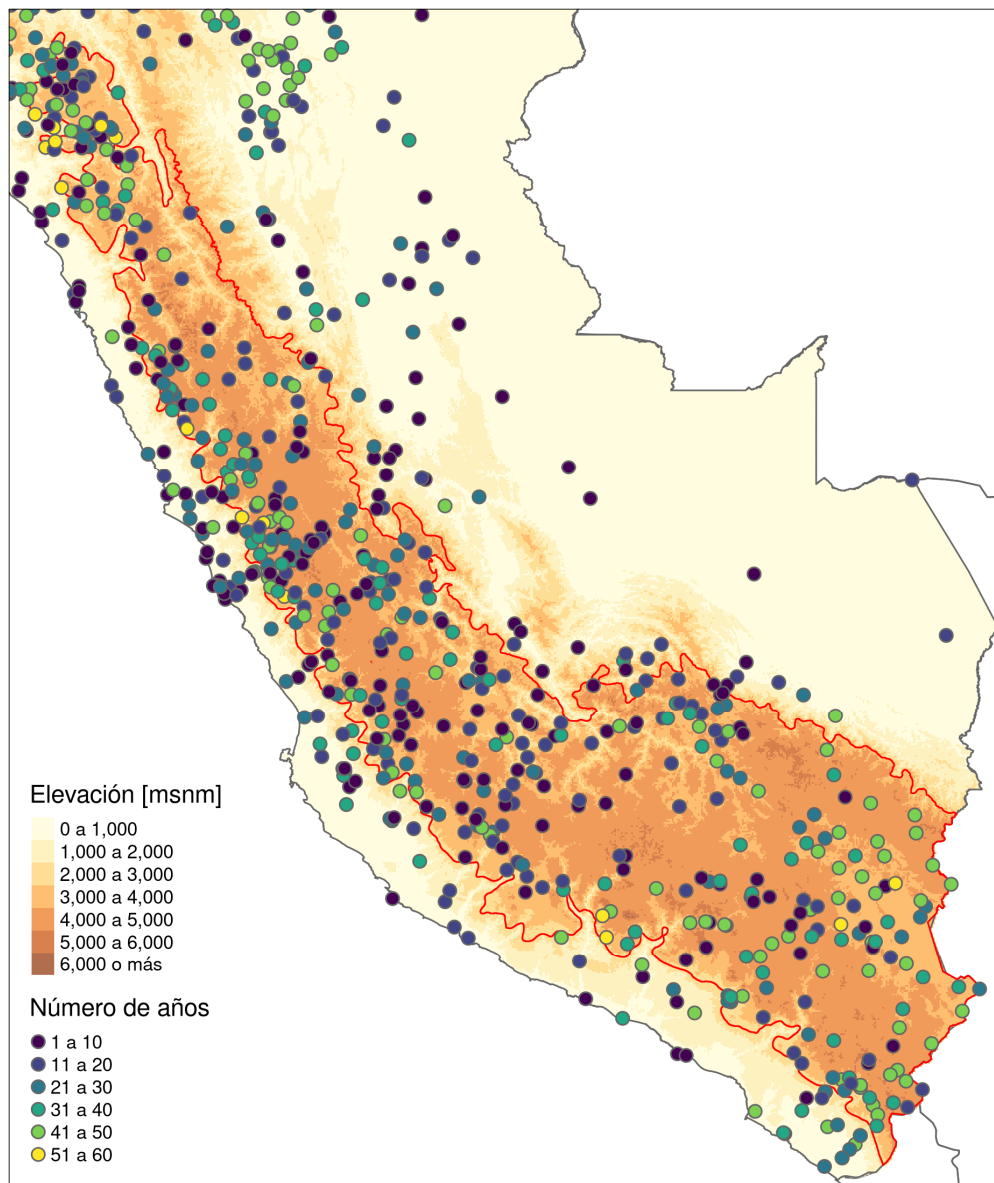 Elevación [msnm]
0 a 1,000
1,000 a 2,000
2,000 a 3,000
3,000 a 4,000
4,000 a 5,000
5,000 a 6,000
6,000 o más
Número de años
1 a 10
11 a 20
21 a 30
31 a 40
41 a 50
51 a 60